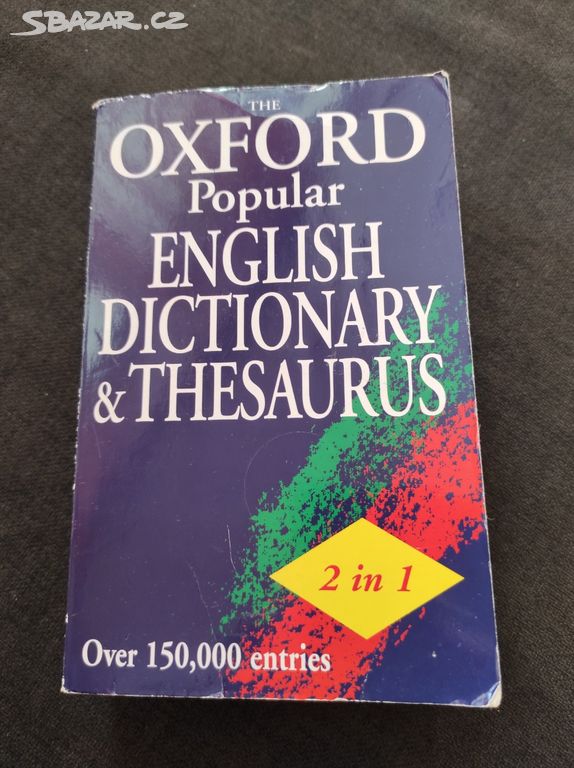 SBAZAR.CZ
THE
OXFORD
Popular
ENGLISH
DICTIONARY
& THESAURUS
2 in 1
Over 150,000 entries